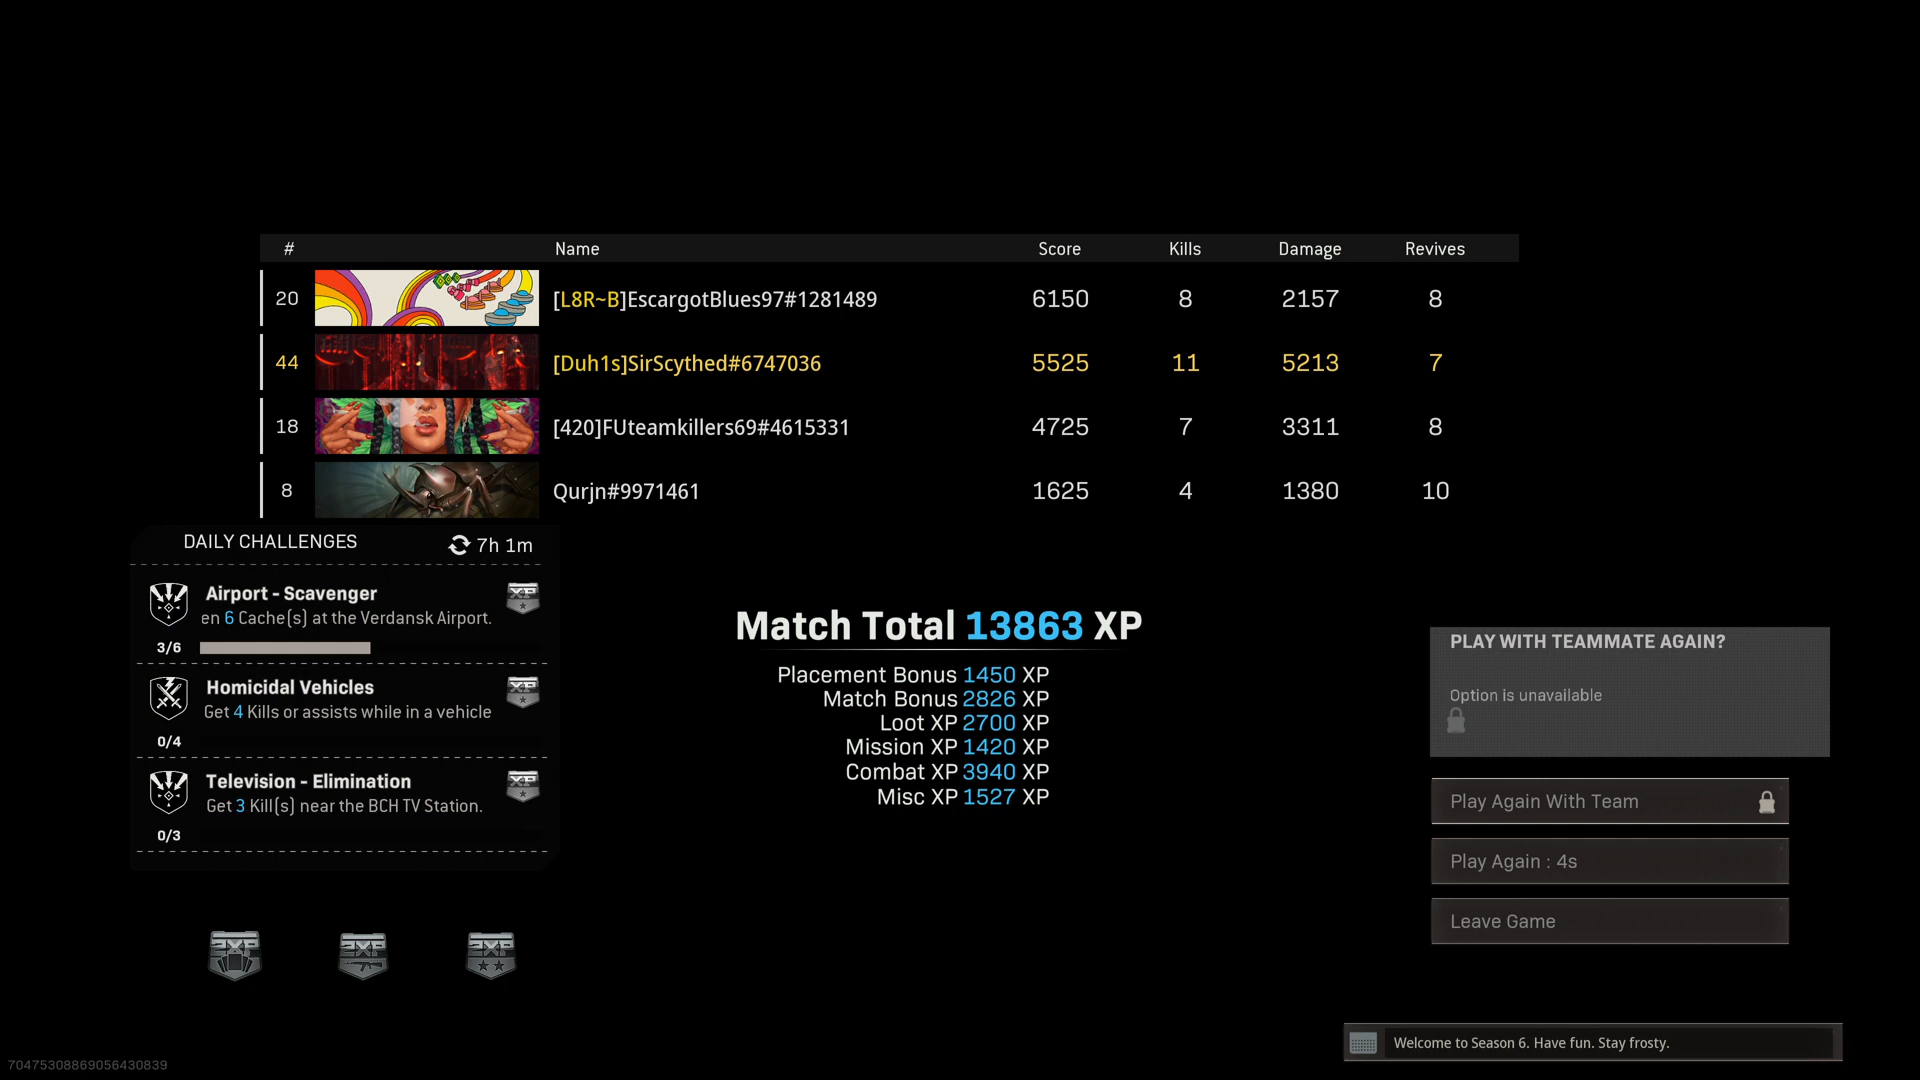 # Name Score Kills Damage Revives
20 [L8R~B]EscargotBlues97#1281489 6150 8 2157 8
44 [Duh1s]SirScythed#6747036 5525 11 5213 7
18 [420]FUteamkillers69#4615331 4725 7 3311 8
8 Qurjn#9971461 1625 4 1380 10
DAILY CHALLENGES 7h 1m
Airport - Scavenger XP
en 6 Cache(s) at the Verdansk Airport.
3/6
Homicidal Vehicles XP
Get 4 Kills or assists while in a vehicle
0/4
Television - Elimination XP
Get 3 Kill(s) near the BCH TV Station.
0/3
2XP 2XP 2XP
Match Total 13863 XP
Placement Bonus 1450 XP
Match Bonus 2826 XP
Loot XP 2700 XP
Mission XP 1420 XP
Combat XP 3940 XP
Misc XP 1527 XP
PLAY WITH TEAMMATE AGAIN?
Option is unavailable
Play Again With Team
Play Again : 4s
Leave Game
Welcome to Season 6. Have fun. Stay frosty.
70475308869056430839